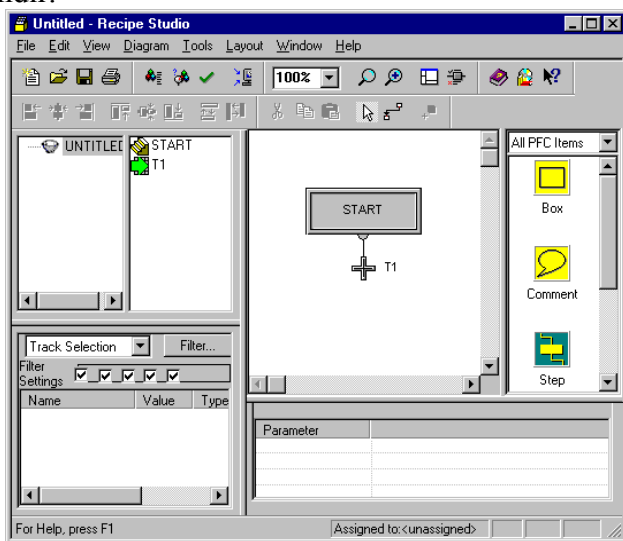 Untitled - Recipe Studio
File Edit View Diagram Tools Layout Window Help
100%
UNTITLED
START
T1
START
T1
All PFC Items
Box
Comment
Step
Track Selection
Filter...
Filter
Settings
Name Value Type
Parameter
For Help, press F1
Assigned to:<unassigned>